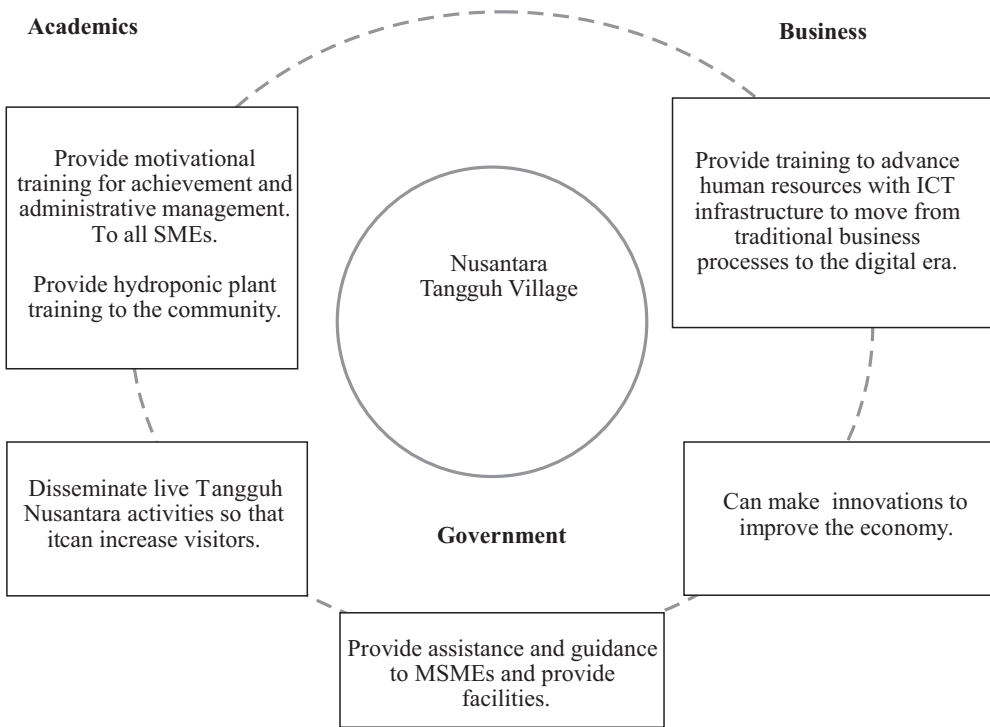 Academics
Business
Provide motivational
training for achievement and
administrative management.
To all SMEs.
Provide hydroponic plant
training to the community.
Nusantara
Tangguh Village
Provide training to advance
human resources with ICT
infrastructure to move from
traditional business
processes to the digital era.
Disseminate live Tangguh
Nusantara activities so that
itcan increase visitors.
Government
Can make innovations to
improve the economy.
Provide assistance and guidance
to MSMEs and provide
facilities.